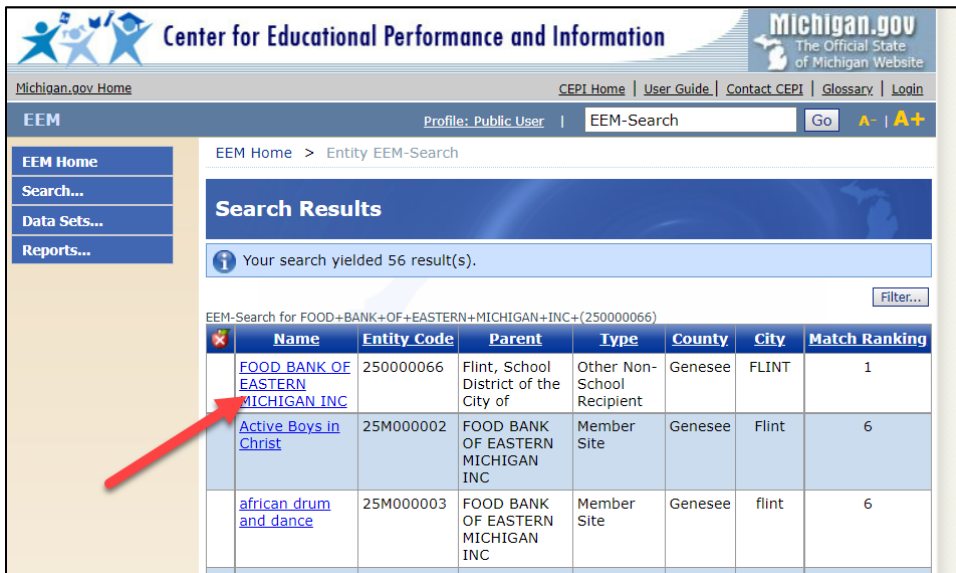 Center for Educational Performance and Information
Michigan.gov
The Official State
of Michigan Website
Michigan.gov Home
CEPI Home | User Guide | Contact CEPI | Glossary | Login
EEM
Profile: Public User | EEM-Search Go A- | A+
EEM Home
Search...
Data Sets...
Reports...
EEM Home > Entity EEM-Search
Search Results
Your search yielded 56 result(s).
Filter...
EEM-Search for FOOD+BANK+OF+EASTERN+MICHIGAN+INC+(250000066)
Name Entity Code Parent Type County City Match Ranking
FOOD BANK OF 250000066 Flint, School Other Non- Genesee FLINT 1
EASTERN District of the School
MICHIGAN INC City of Recipient
Active Boys in 25M000002 FOOD BANK Member Genesee Flint 6
Christ OF EASTERN Site
MICHIGAN
INC
african drum 25M000003 FOOD BANK Member Genesee flint 6
and dance OF EASTERN Site
MICHIGAN
INC